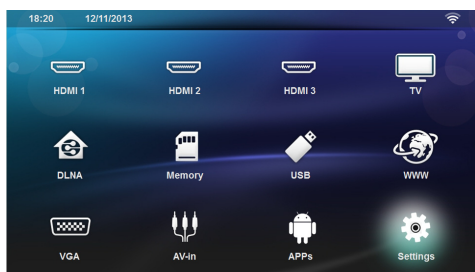 18:20 12/11/2013
HDMI 1 HDMI 2 HDMI 3 TV
DLNA Memory USB WWW
VGA AV-in APPs Settings